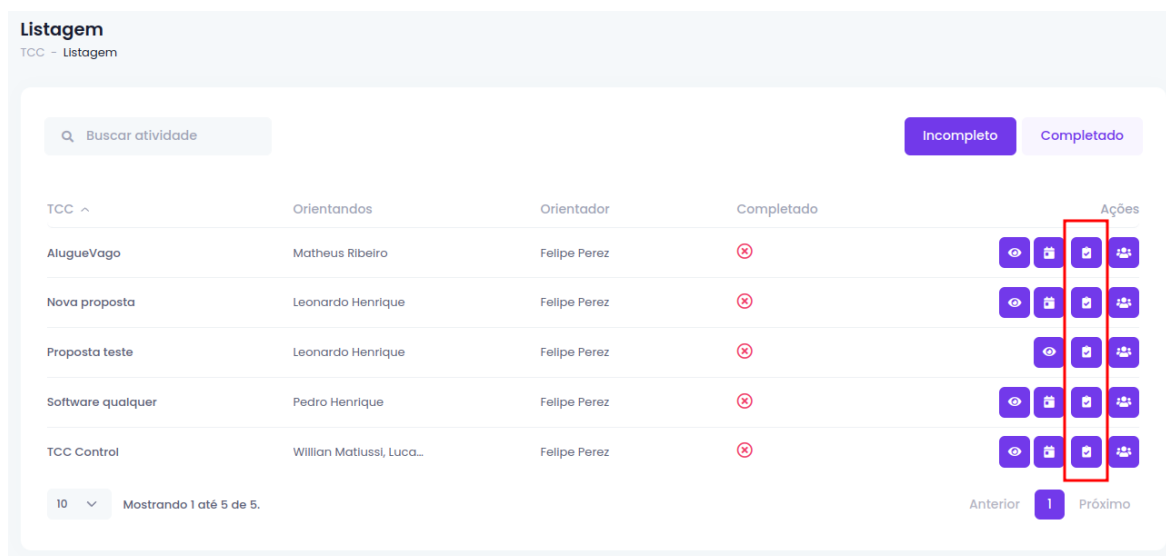 Listagem
TCC - Listagem
Buscar atividade
Incompleto Completado
TCC Orientandos Orientador Completado Ações
AlugueVago Matheus Ribeiro Felipe Perez
Nova proposta Leonardo Henrique Felipe Perez
Proposta teste Leonardo Henrique Felipe Perez
Software qualquer Pedro Henrique Felipe Perez
TCC Control Willian Matiussi, Luca... Felipe Perez
10 Mostrando 1 até 5 de 5. Anterior 1 Próximo